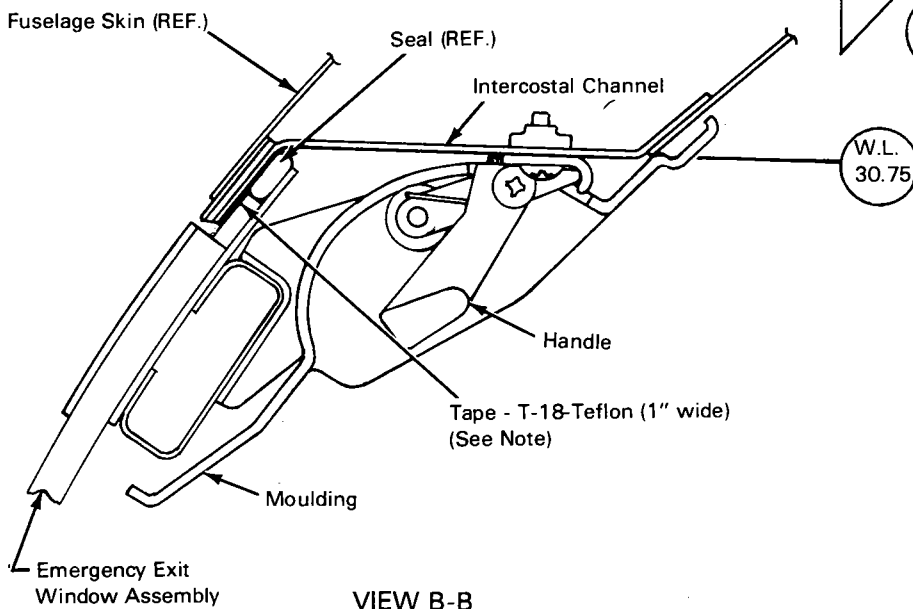 Fuselage Skin (REF.)
Seal (REF.)
Intercostal Channel
W.L.
30.75
Handle
Tape - T-18-Teflon (1" wide)
(See Note)
Moulding
Emergency Exit
Window Assembly
VIEW B-B